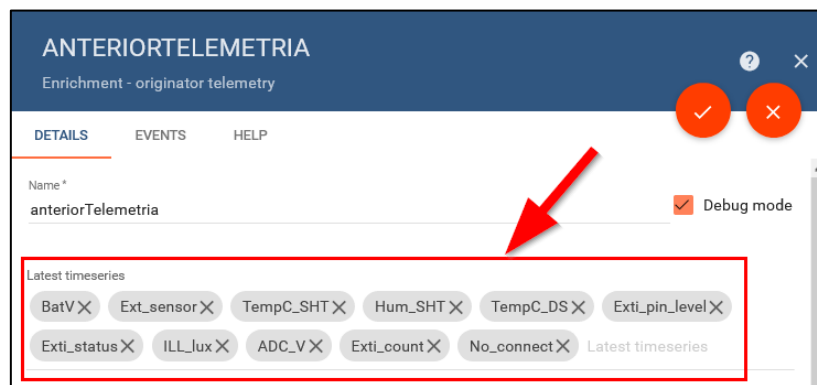 ANTERIORTELEMETRIA
Enrichment - originator telemetry
DETAILS EVENTS HELP
Name *
anteriorTelemetria
Debug mode
Latest timeseries
BatV Ext_sensor TempC_SHT Hum_SHT TempC_DS Exti_pin_level
Exti_status ILL_lux ADC_V Exti_count No_connect Latest timeseries